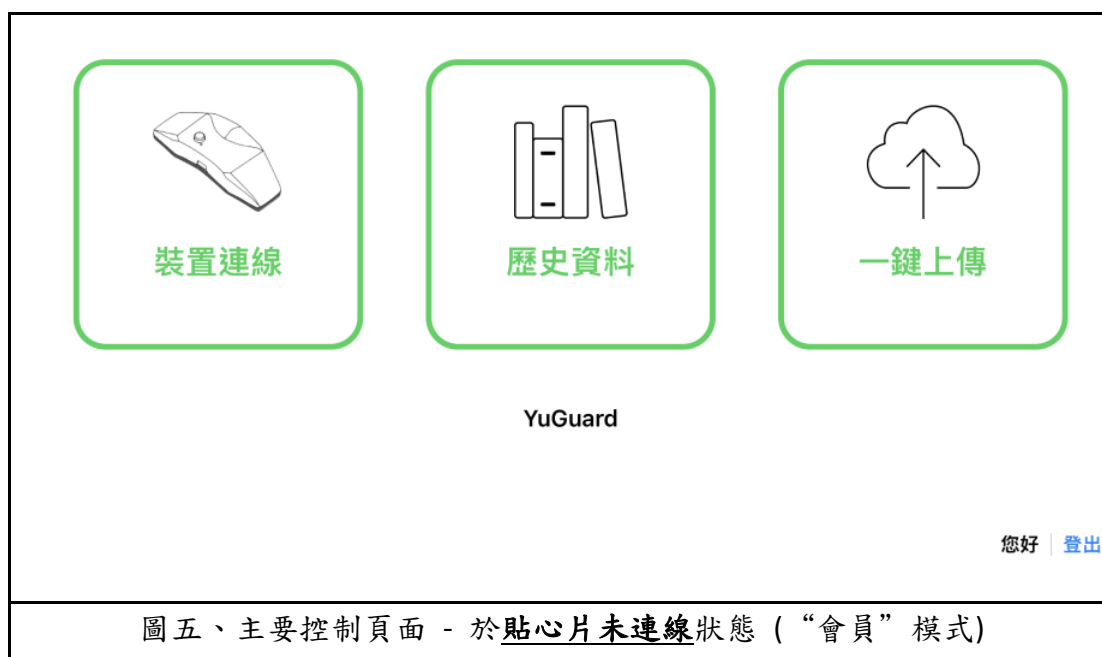 裝置連線
歷史資料
一鍵上傳
YuGuard
您好 登出
圖五、主要控制頁面 - 於貼心片未連線狀態 (“會員”模式)